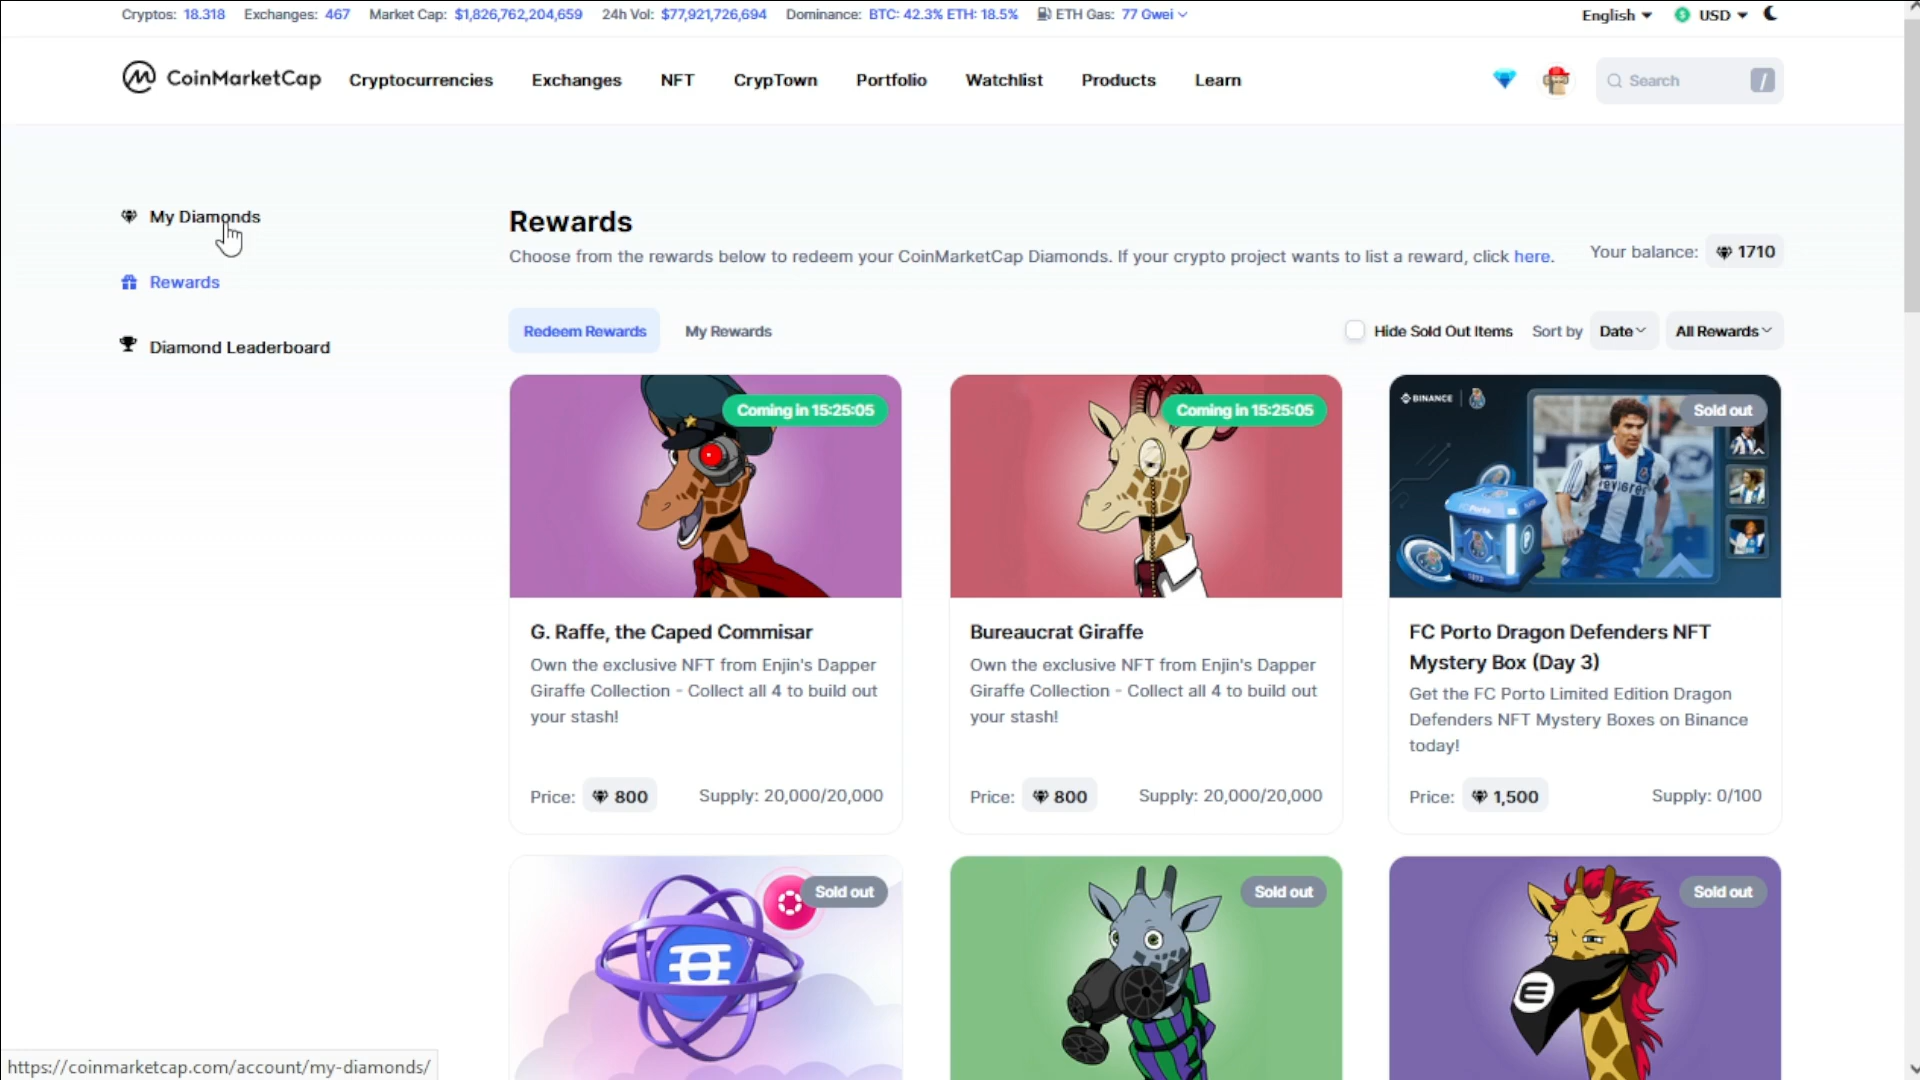 Cryptos: 18.318 Exchanges: 467 Market Cap: $1,826,762,204,659 24h Vol: $77,921,726,694 Dominance: BTC: 42.3% ETH: 18.5% ETH Gas: 77 Gwei English USD
CoinMarketCap Cryptocurrencies Exchanges NFT CrypTown Portfolio Watchlist Products Learn Search /
My Diamonds
Rewards
Diamond Leaderboard
Rewards
Choose from the rewards below to redeem your CoinMarketCap Diamonds. If your crypto project wants to list a reward, click here.
Your balance: 1710
Redeem Rewards My Rewards Hide Sold Out Items Sort by Date All Rewards
Coming in 15:25:05
G. Raffe, the Caped Commisar
Own the exclusive NFT from Enjin's Dapper
Giraffe Collection - Collect all 4 to build out
your stash!
Price: 800 Supply: 20,000/20,000
Coming in 15:25:05
Bureaucrat Giraffe
Own the exclusive NFT from Enjin's Dapper
Giraffe Collection - Collect all 4 to build out
your stash!
Price: 800 Supply: 20,000/20,000
BINANCE
Sold out
FC Porto
FC Porto Dragon Defenders NFT
Mystery Box (Day 3)
Get the FC Porto Limited Edition Dragon
Defenders NFT Mystery Boxes on Binance
today!
Price: 1,500 Supply: 0/100
Sold out
Sold out
Sold out
https://coinmarketcap.com/account/my-diamonds/